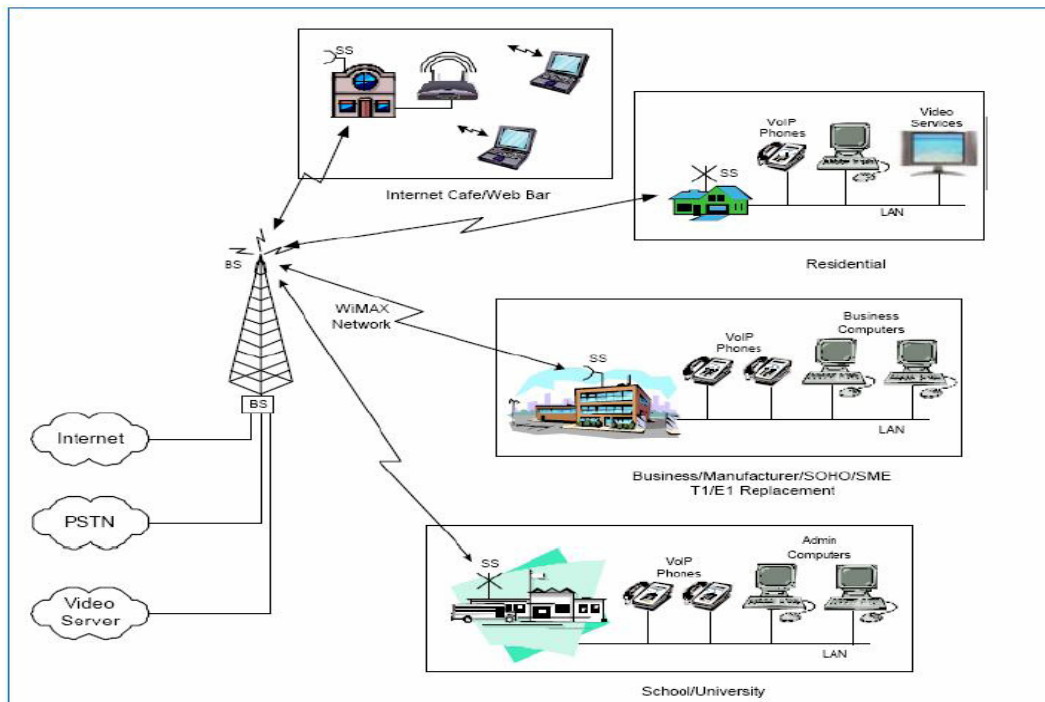 SS
Internet Cafe/Web Bar
VoIP
Phones
Video
Services
SS
LAN
Residential
BS
WiMAX
Network
VoIP
Phones
Business
Computers
SS
LAN
Business/Manufacturer/SOHO/SME
T1/E1 Replacement
BS
Internet
PSTN
Video
Server
SS
VoIP
Phones
Admin
Computers
LAN
School/University